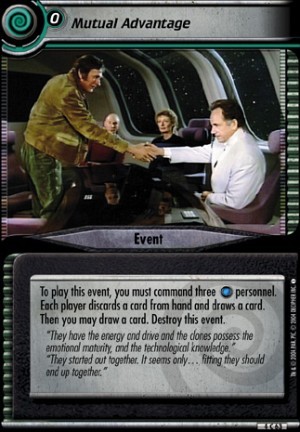 0 Mutual Advantage
Event
To play this event, you must command three personnel.
Each player discards a card from hand and draws a card.
Then you may draw a card. Destroy this event.
"They have the energy and drive and the clones possess the
emotional maturity, and the technological knowledge."
"They started out together. It seems only… fitting they should
end up together."